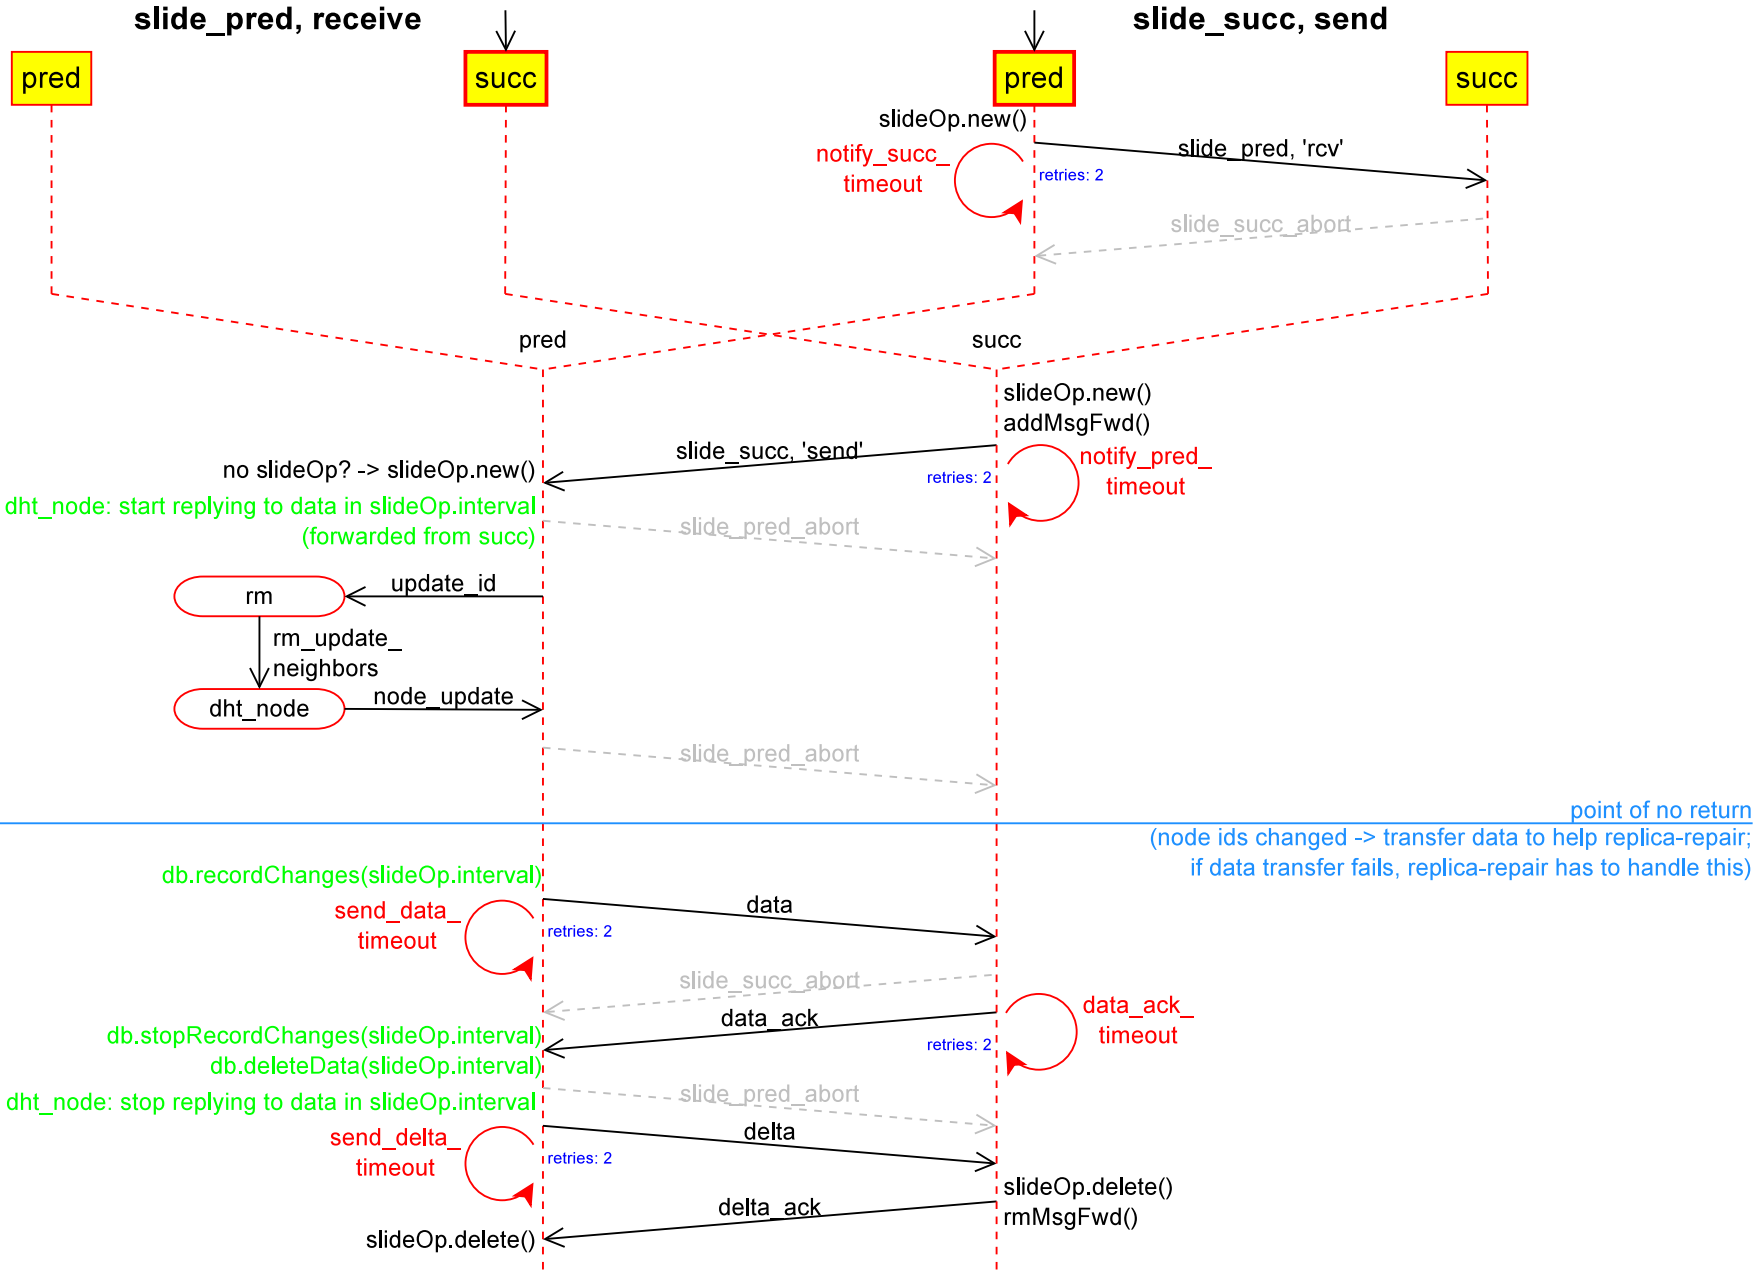 slide_pred, receive
slide_succ, send
pred
succ
pred
succ
slideOp.new()
notify_succ_
timeout
retries: 2
slide_pred, 'rcv'
slide_succ_abort
pred
succ
slideOp.new()
addMsgFwd()
slide_succ, 'send'
notify_pred_
timeout
retries: 2
no slideOp? -> slideOp.new()
dht_node: start replying to data in slideOp.interval
(forwarded from succ)
slide_pred_abort
update_id
rm
rm_update_
neighbors
dht_node
node_update
slide_pred_abort
point of no return
(node ids changed -> transfer data to help replica-repair;
if data transfer fails, replica-repair has to handle this)
db.recordChanges(slideOp.interval)
send_data_
timeout
retries: 2
data
slide_succ_abort
data_ack
data_ack_
timeout
retries: 2
db.stopRecordChanges(slideOp.interval)
db.deleteData(slideOp.interval)
slide_pred_abort
dht_node: stop replying to data in slideOp.interval
send_delta_
timeout
retries: 2
delta
slideOp.delete()
rmMsgFwd()
delta_ack
slideOp.delete()